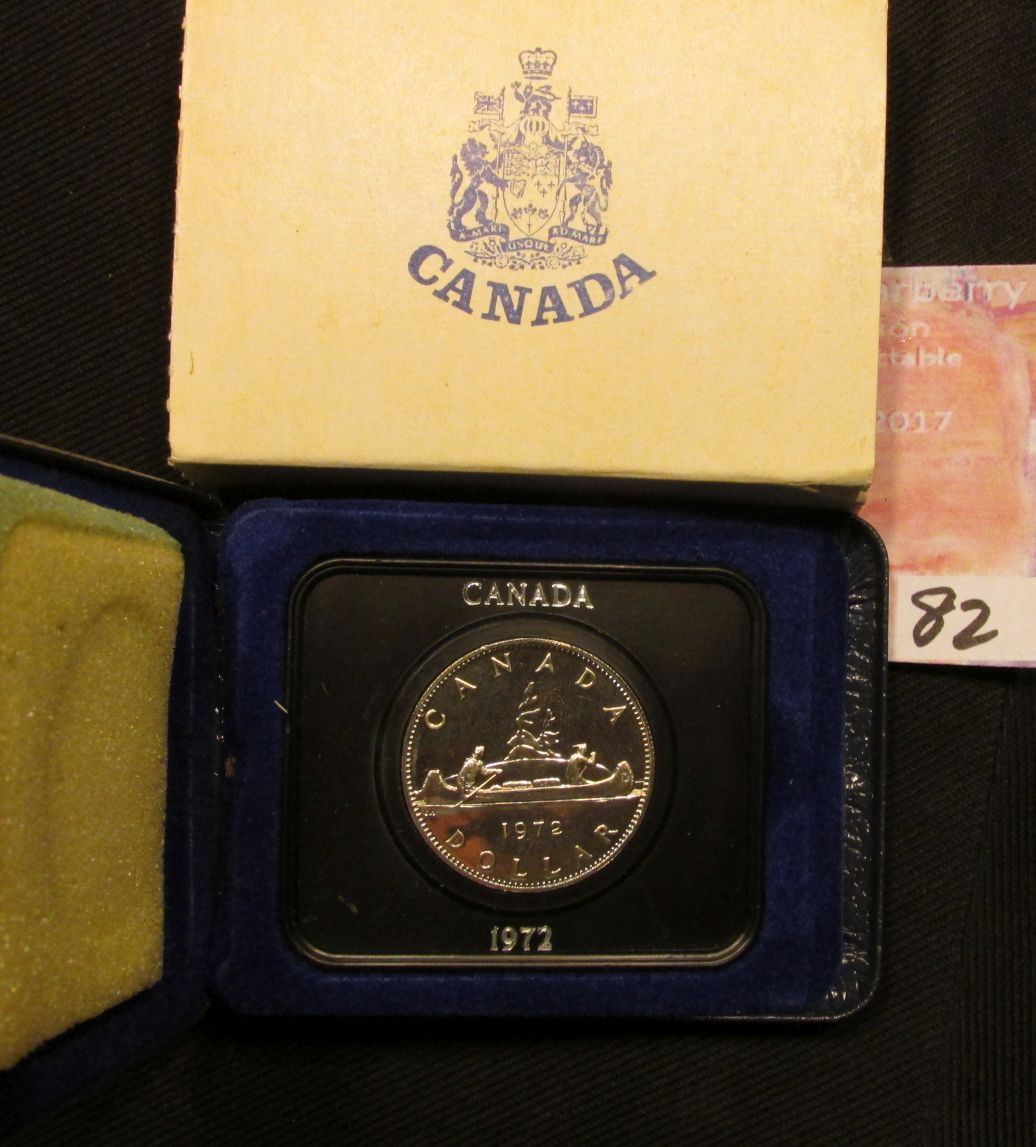 A MARI USQUE AD MARE
CANADA
arberry
on
ctable
2017
82
CANADA
CANADA
1972
DOLLAR
1972